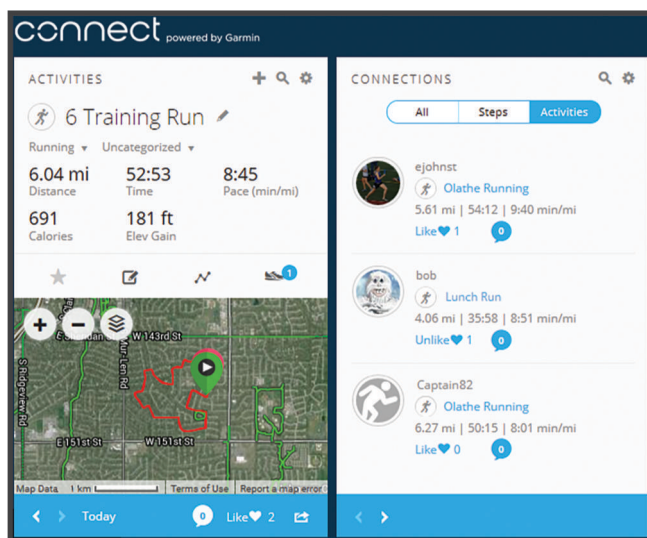 connect powered by Garmin
ACTIVITIES
6 Training Run
Running Uncategorized
6.04 mi 52:53 8:45
Distance Time Pace (min/mi)
691 181 ft
Calories Elev Gain
1
W 143rd St
S Ridgeview Rd
Mur-Len Rd
E 151st St W 151st St
Map Data 1 km Terms of Use Report a map error
Today 0 Like 2
CONNECTIONS
All Steps Activities
ejohnst
Olathe Running
5.61 mi | 54:12 | 9:40 min/mi
Like 1 0
bob
Lunch Run
4.06 mi | 35:58 | 8:51 min/mi
Unlike 1 0
Captain82
Olathe Running
6.27 mi | 50:15 | 8:01 min/mi
Like 0 0